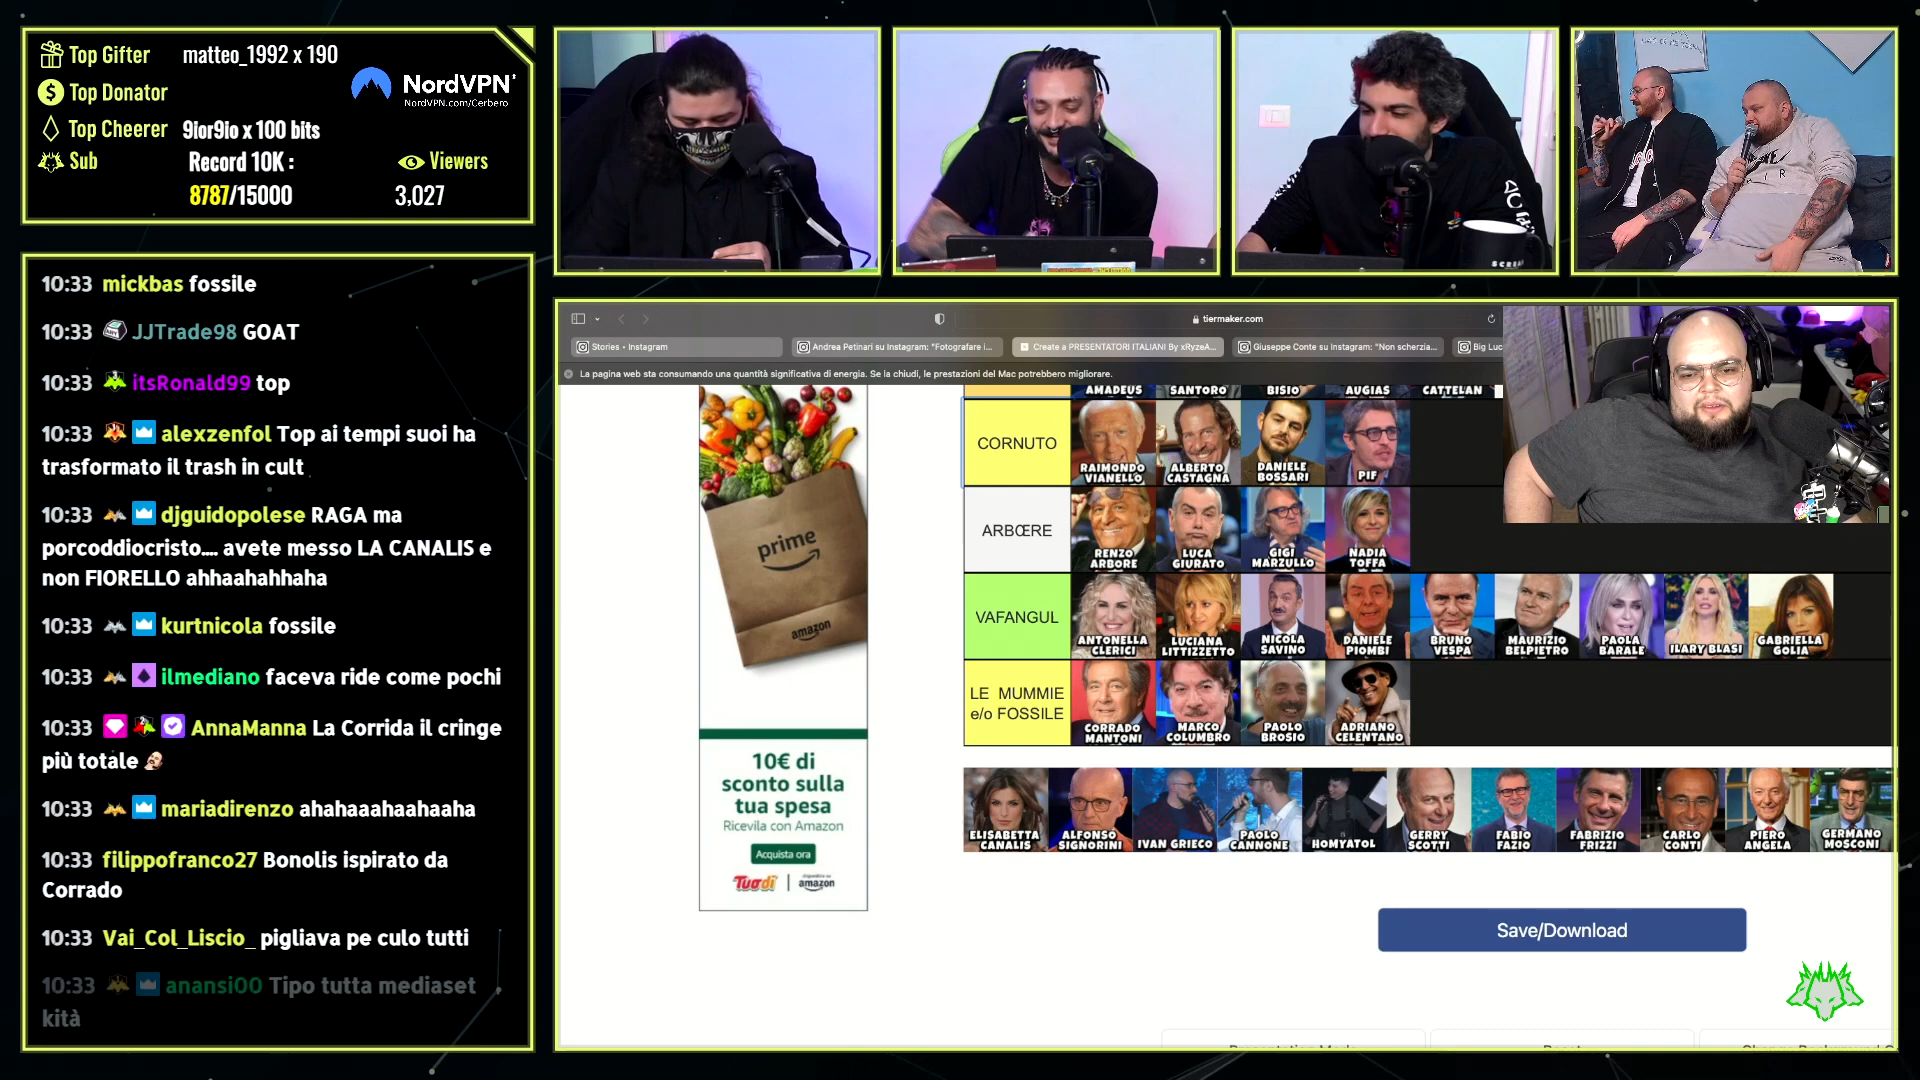 Top Gifter matteo_1992 x 190
Top Donator
Top Cheerer 9lor9lo x 100 bits
Sub Record 10K : Viewers
8787/15000 3,027
NordVPN
NordVPN.com/Cerbero
10:33 mickbas fossile
10:33 JJTrade98 GOAT
10:33 itsRonald99 top
10:33 alexzenfol Top ai tempi suoi ha
trasformato il trash in cult
10:33 djguidopolese RAGA ma
porcoddiocristo.... avete messo LA CANALIS e
non FIORELLO ahhaahahhaha
10:33 kurtnicola fossile
10:33 ilmediano faceva ride come pochi
10:33 AnnaManna La Corrida il cringe
più totale
10:33 mariadirenzo ahahaaahaahaaha
10:33 filippofranco27 Bonolis ispirato da
Corrado
10:33 Vai_Col_Liscio_ pigliava pe culo tutti
10:33 anansi00 Tipo tutta mediaset
kità
tiermaker.com
Stories • Instagram
Andrea Petinari su Instagram: "Fotografare i...
Create a PRESENTATORI ITALIANI By xRyzeA...
Giuseppe Conte su Instagram: "Non scherzia...
Big Luc
La pagina web sta consumando una quantità significativa di energia. Se la chiudi, le prestazioni del Mac potrebbero migliorare.
prime
amazon
10€ di
sconto sulla
tua spesa
Ricevila con Amazon
Acquista ora
Tuodì
amazon
AMADEUS
SANTORO
BISIO
AUGIAS
CATTELAN
CORNUTO
RAIMONDO
VIANELLO
ALBERTO
CASTAGNA
DANIELE
BOSSARI
PIF
ARBŒRE
RENZO
ARBORE
LUCA
GIURATO
GIGI
MARZULLO
NADIA
TOFFA
VAFANGUL
ANTONELLA
CLERICI
LUCIANA
LITTIZZETTO
NICOLA
SAVINO
DANIELE
PIOMBI
BRUNO
VESPA
MAURIZIO
BELPIETRO
PAOLA
BARALE
ILARY BLASI
GABRIELLA
GOLIA
LE MUMMIE
e/o FOSSILE
CORRADO
MANTONI
MARCO
COLUMBRO
PAOLO
BROSIO
ADRIANO
CELENTANO
ELISABETTA
CANALIS
ALFONSO
SIGNORINI
IVAN GRIECO
PAOLO
CANNONE
HOMYATOL
GERRY
SCOTTI
FABIO
FAZIO
FABRIZIO
FRIZZI
CARLO
CONTI
PIERO
ANGELA
GERMANO
MOSCONI
Save/Download